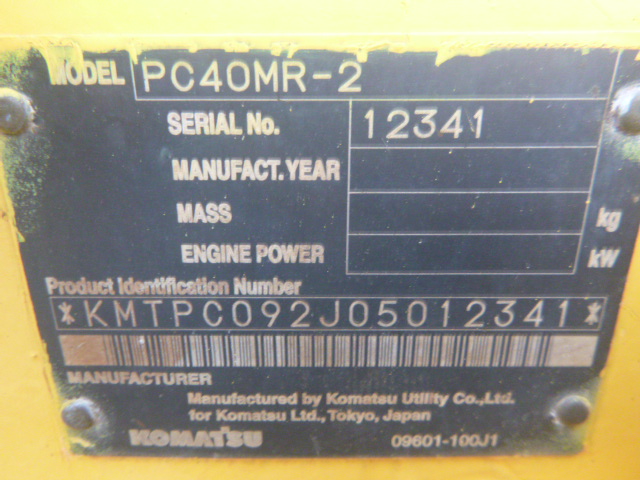 MODEL PC40MR-2
SERIAL No. 12341
MANUFACT.YEAR
MASS kg
ENGINE POWER kW
Product Identification Number
*KMTPC092J05012341*
MANUFACTURER
Manufactured by Komatsu Utility Co.,Ltd.
for Komatsu Ltd., Tokyo, Japan
KOMATSU 09601-100J1